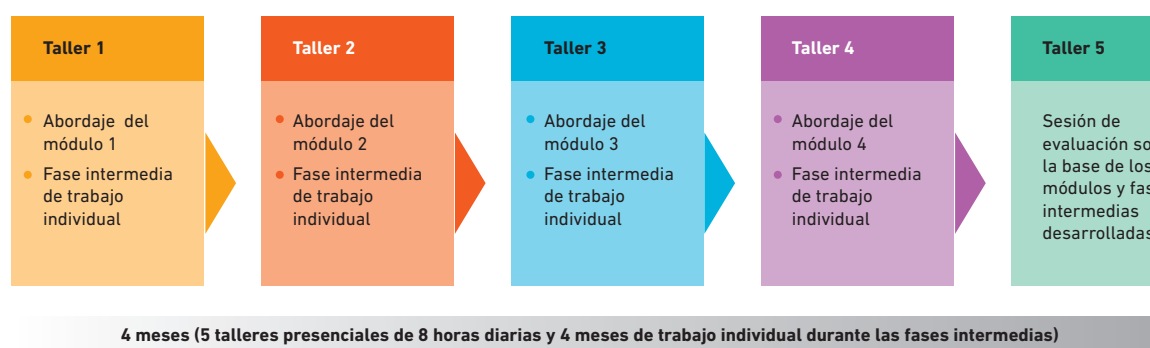 Taller 1
Abordaje del
módulo 1
Fase intermedia
de trabajo
individual
Taller 2
Abordaje del
módulo 2
Fase intermedia
de trabajo
individual
Taller 3
Abordaje del
módulo 3
Fase intermedia
de trabajo
individual
Taller 4
Abordaje del
módulo 4
Fase intermedia
de trabajo
individual
Taller 5
Sesión de
evaluación
la base de los
módulos y
intermedias
desarrolladas
4 meses (5 talleres presenciales de 8 horas diarias y 4 meses de trabajo individual durante las fases intermedias)